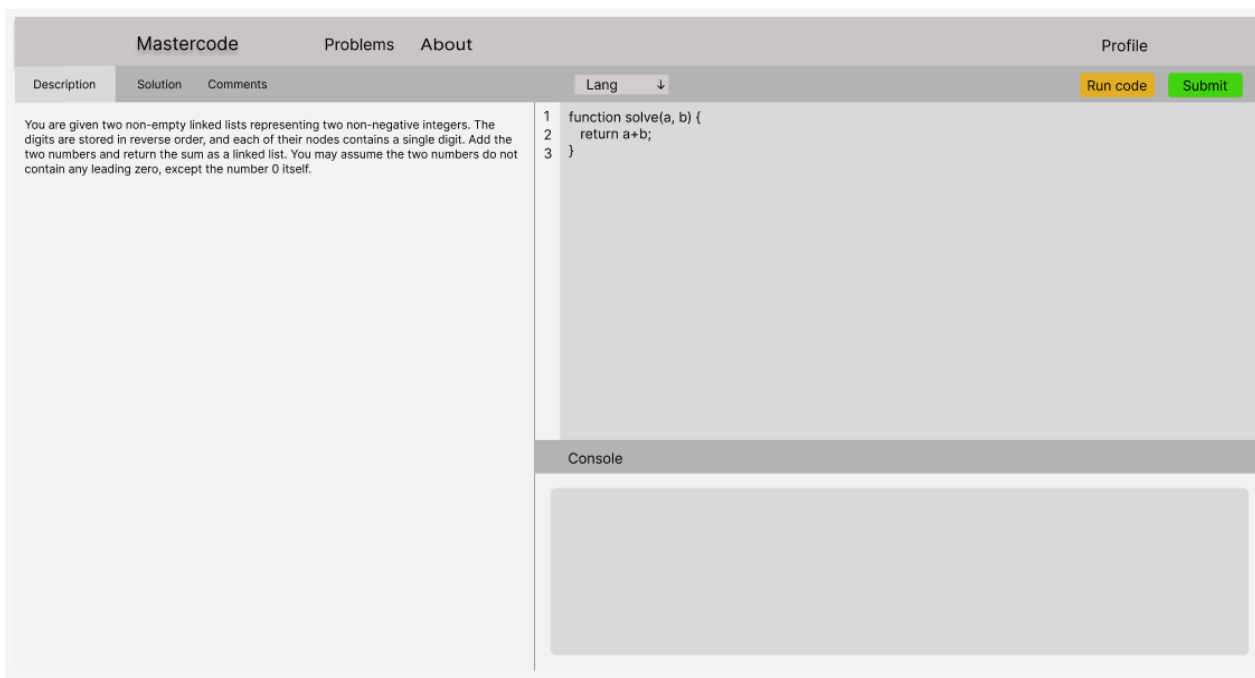 Mastercode Problems About Profile
Description Solution Comments Lang ↓ Run code Submit
You are given two non-empty linked lists representing two non-negative integers. The
digits are stored in reverse order, and each of their nodes contains a single digit. Add the
two numbers and return the sum as a linked list. You may assume the two numbers do not
contain any leading zero, except the number 0 itself.
1 function solve(a, b) {
2 return a+b;
3 }
Console